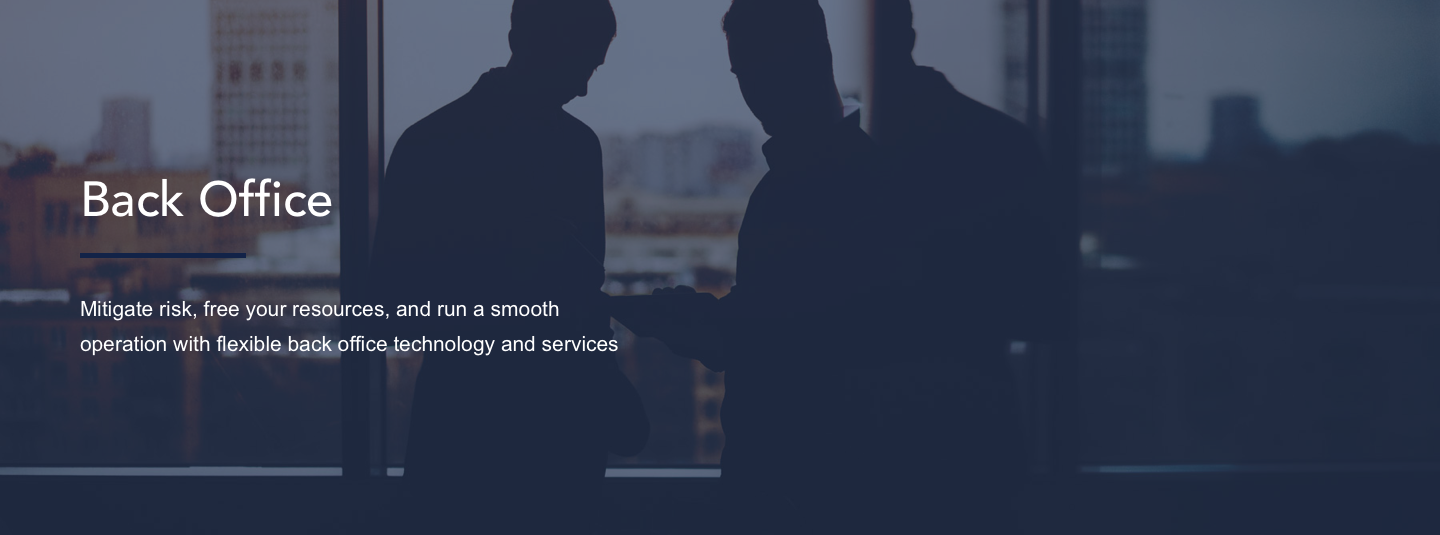 Back Office
Mitigate risk, free your resources, and run a smooth
operation with flexible back office technology and services